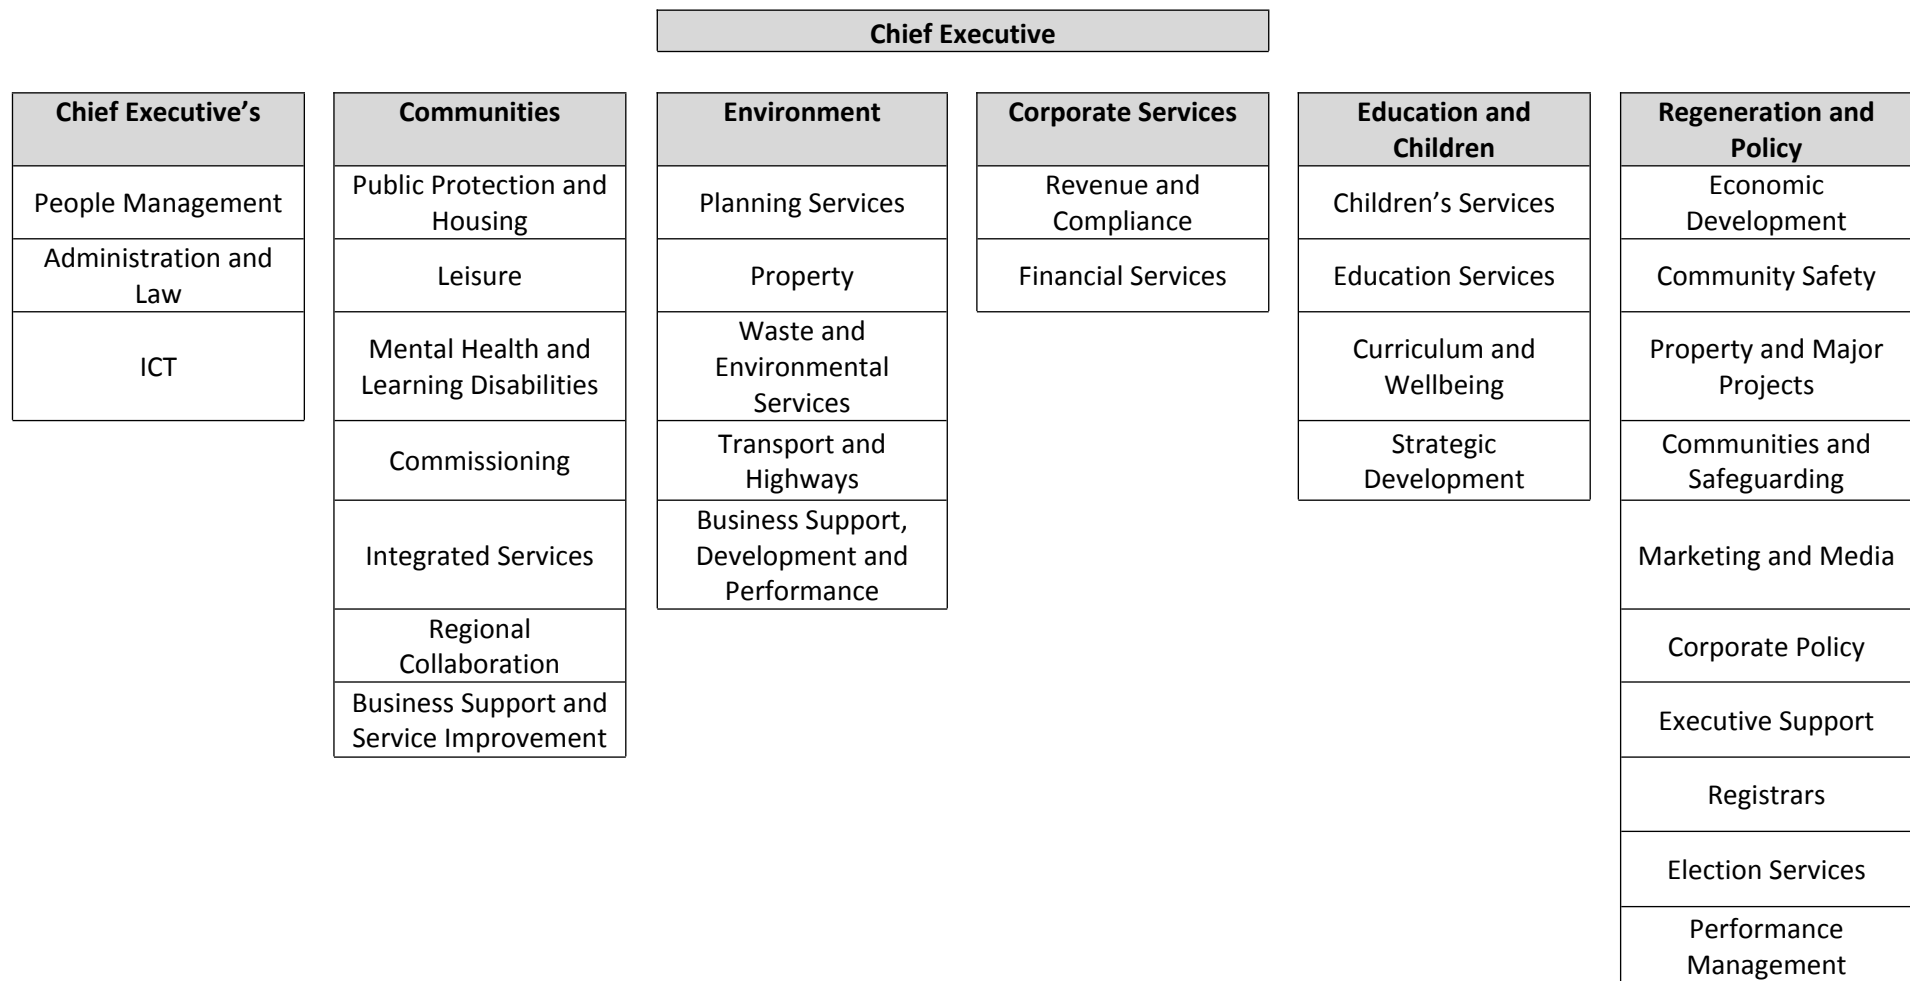 Chief Executive
Chief Executive’s
People Management
Administration and
Law
ICT
Communities
Public Protection and
Housing
Leisure
Mental Health and
Learning Disabilities
Commissioning
Integrated Services
Regional
Collaboration
Business Support and
Service Improvement
Environment
Planning Services
Property
Waste and
Environmental
Services
Transport and
Highways
Business Support,
Development and
Performance
Corporate Services
Revenue and
Compliance
Financial Services
Education and
Children
Children’s Services
Education Services
Curriculum and
Wellbeing
Strategic
Development
Regeneration and
Policy
Economic
Development
Community Safety
Property and Major
Projects
Communities and
Safeguarding
Marketing and Media
Corporate Policy
Executive Support
Registrars
Election Services
Performance
Management